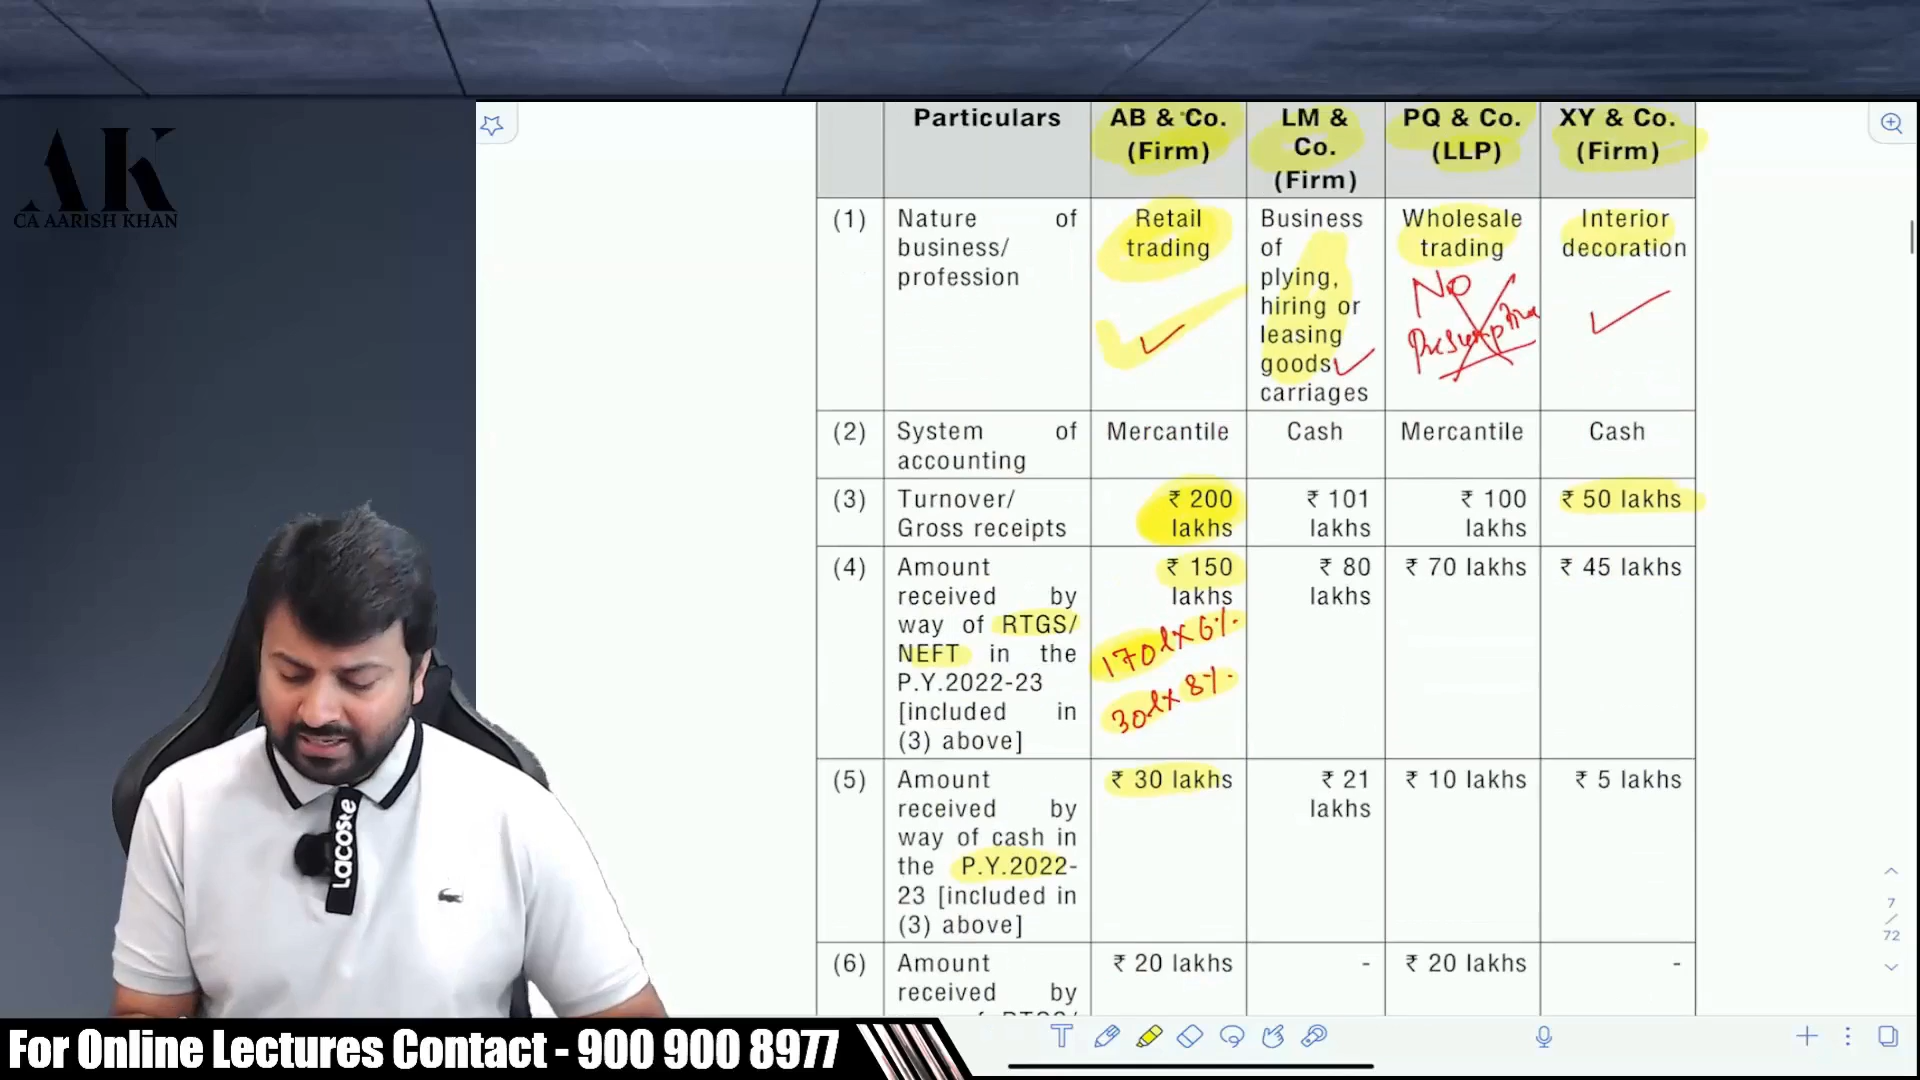 AK
CA AARISH KHAN
Particulars
AB & Co.
(Firm)
LM &
Co.
(Firm)
PQ & Co.
(LLP)
XY & Co.
(Firm)
(1)
Nature of
business/
profession
Retail
trading
Business
of
plying,
hiring or
leasing
goods
carriages
Wholesale
trading
No
Presumptive
Interior
decoration
(2)
System of
accounting
Mercantile
Cash
Mercantile
Cash
(3)
Turnover/
Gross receipts
₹ 200
lakhs
₹ 101
lakhs
₹ 100
lakhs
₹ 50 lakhs
(4)
Amount
received by
way of RTGS/
NEFT in the
P.Y.2022-23
[included in
(3) above]
₹ 150
lakhs
170l x 6%
30l x 8%
₹ 80
lakhs
₹ 70 lakhs
₹ 45 lakhs
(5)
Amount
received by
way of cash in
the P.Y.2022-
23 [included in
(3) above]
₹ 30 lakhs
₹ 21
lakhs
₹ 10 lakhs
₹ 5 lakhs
(6)
Amount
received by
₹ 20 lakhs
-
₹ 20 lakhs
-
7
/
72
LACOSTE
For Online Lectures Contact - 900 900 8977